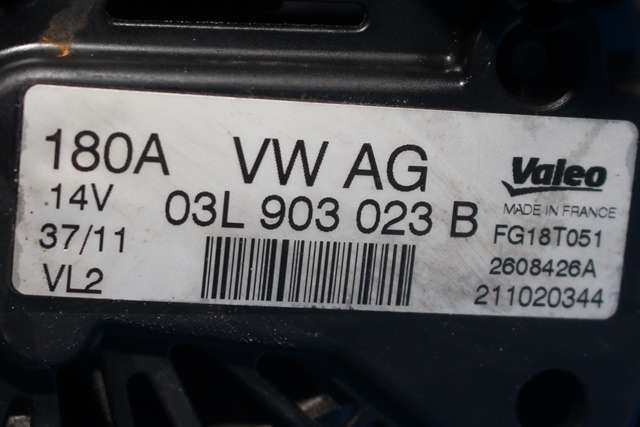 180A VW AG Valeo
14V 03L 903 023 B MADE IN FRANCE
37/11 FG18T051
VL2 2608426A
211020344